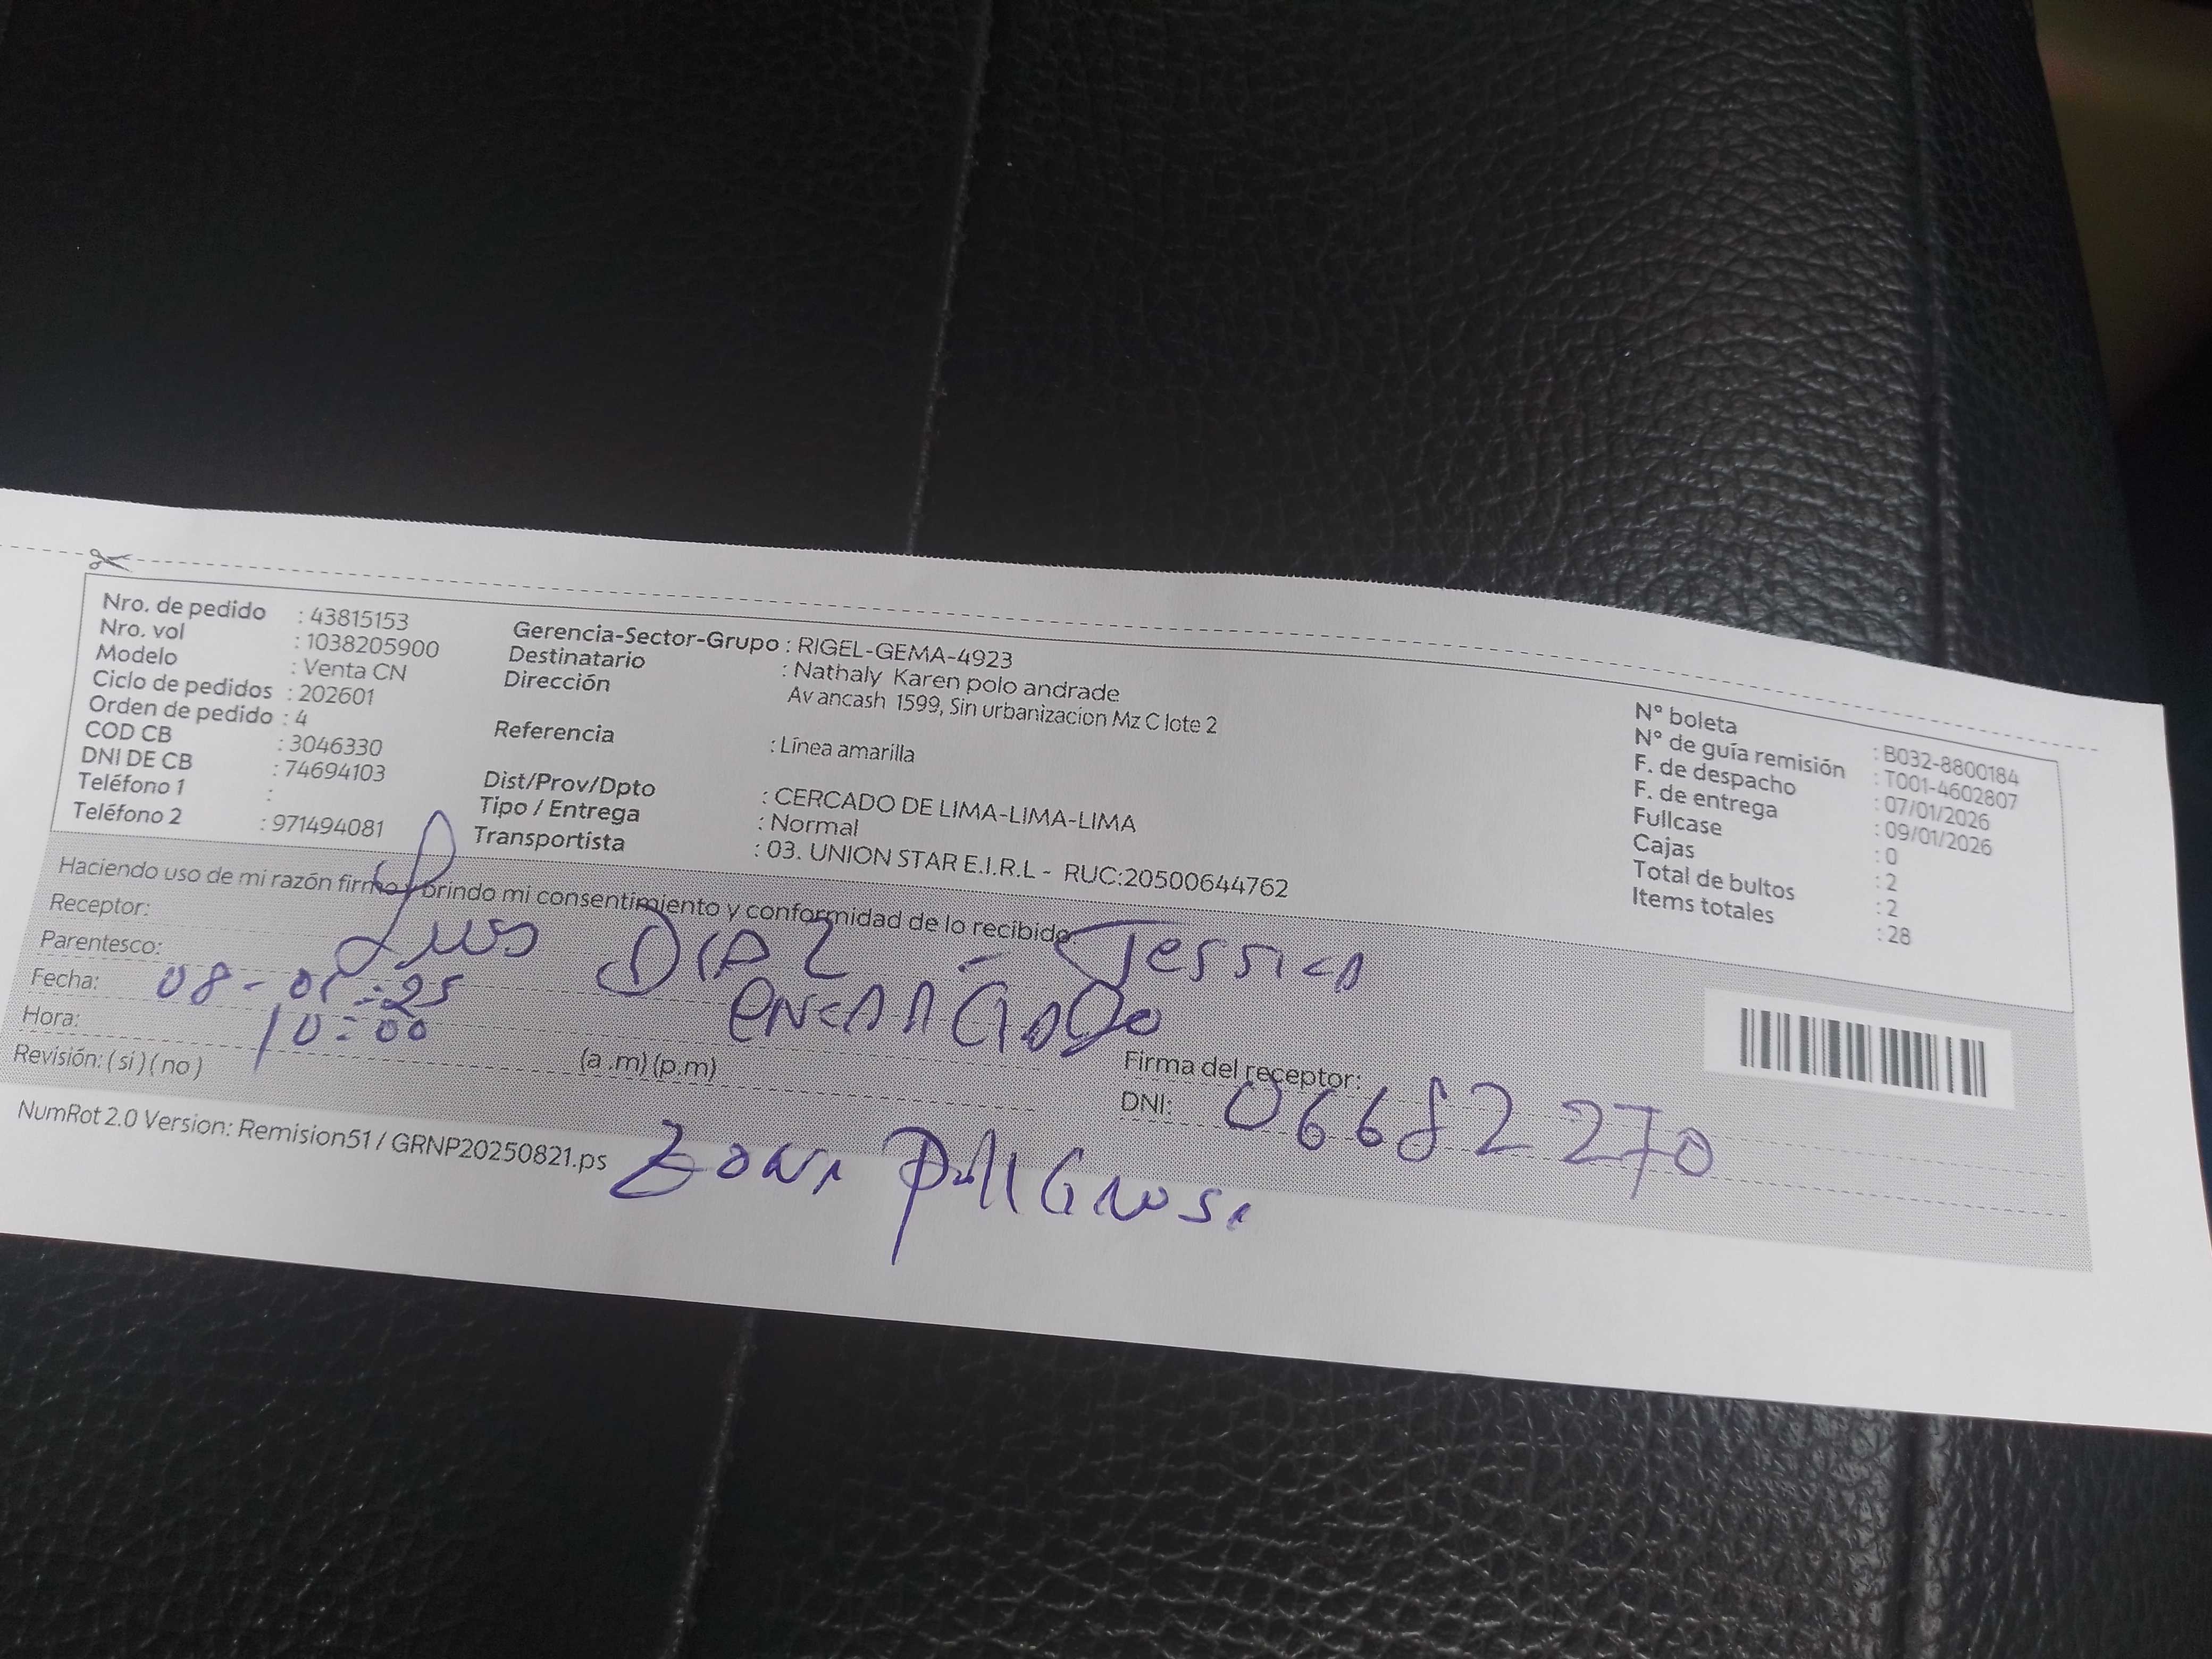 Nro. de pedido : 43815153
Nro. vol : 1038205900
Modelo : Venta CN
Ciclo de pedidos : 202601
Orden de pedido : 4
COD CB : 3046330
DNI DE CB : 74694103
Teléfono 1 :
Teléfono 2 : 971494081
Gerencia-Sector-Grupo : RIGEL-GEMA-4923
Destinatario : Nathaly Karen polo andrade
Dirección Av ancash 1599, Sin urbanizacion Mz C lote 2
Referencia : Línea amarilla
Dist/Prov/Dpto : CERCADO DE LIMA-LIMA-LIMA
Tipo / Entrega : Normal
Transportista : 03. UNION STAR E.I.R.L - RUC:20500644762
N° boleta : B032-8800184
N° de guía remisión : T001-4602807
F. de despacho : 07/01/2026
F. de entrega : 09/01/2026
Fullcase : 0
Cajas : 2
Total de bultos : 2
Items totales : 28
Haciendo uso de mi razón firmo y brindo mi consentimiento y conformidad de lo recibido
Receptor: Luis DIAZ - Jessica
Parentesco: encargado
Fecha: 08-01-25
Hora: 10:00 (a.m) (p.m)
Revisión: ( si ) ( no )
Firma del receptor:
DNI: 06682270
NumRot 2.0 Version: Remision51 / GRNP20250821.ps
Zona